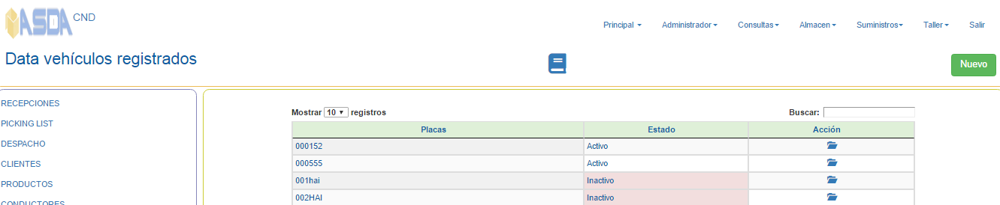 ASDA CND
Principal Administrador Consultas Almacen Suministros Taller Salir
Data vehículos registrados
Nuevo
RECEPCIONES
PICKING LIST
DESPACHO
CLIENTES
PRODUCTOS
CONDUCTORES
Mostrar 10 registros Buscar:
Placas Estado Acción
000152 Activo
000555 Activo
001hai Inactivo
002HAI Inactivo